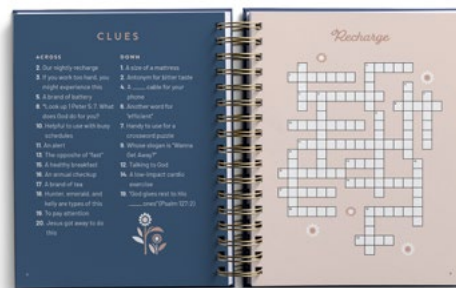 CLUES
ACROSS
2. Our nightly recharge
3. If you work too hard, you
might experience this
5. A brand of battery
8. *Look up 1 Peter 5:7. What
does God do for you?
10. Helpful to use with busy
schedules
11. An alert
13. The opposite of "fast"
15. A healthy breakfast
16. An annual checkup
17. A brand of tea
18. Hunter, emerald, and
kelly are types of this
19. To pay attention
20. Jesus got away to do
this
DOWN
1. A size of a mattress
2. Antonym for bitter taste
4. A ____ cable for your
phone
6. Another word for
"efficient"
7. Handy to use for a
crossword puzzle
9. Whose slogan is "Wanna
Get Away?"
12. Talking to God
14. A low-impact cardio
exercise
"God gives rest to His
____ ones" (Psalm 127:2)
Recharge